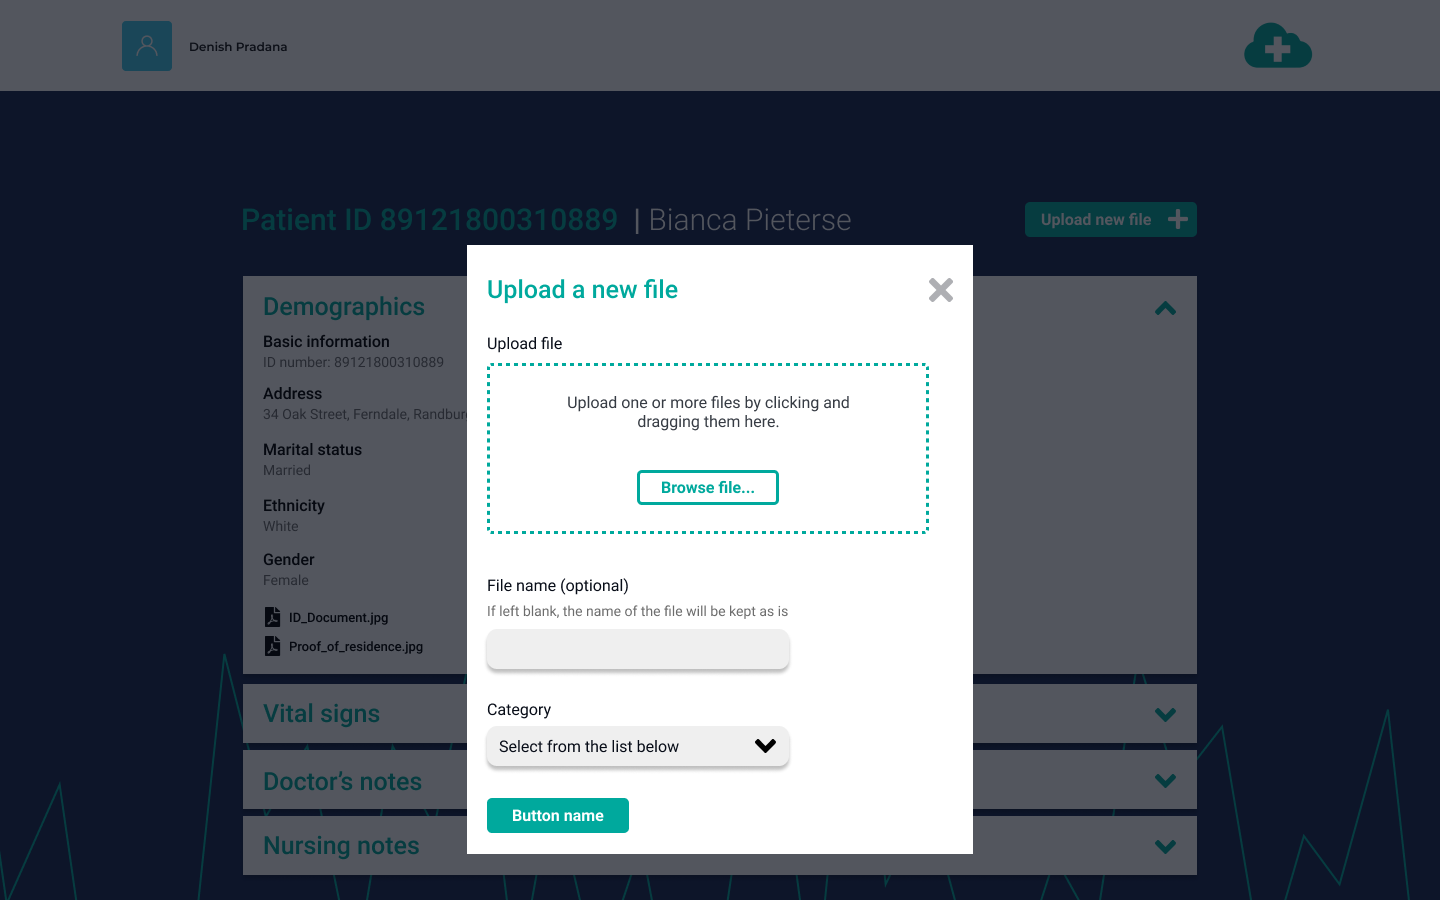 Denish Pradana
Patient ID 89121800310889 | Bianca Pieterse
Upload new file
Demographics
Basic information
ID number: 89121800310889
Address
34 Oak Street, Ferndale, Randbur
Marital status
Married
Ethnicity
White
Gender
Female
ID_Document.jpg
Proof_of_residence.jpg
Vital signs
Doctor’s notes
Nursing notes
Upload a new file
Upload file
Upload one or more files by clicking and
dragging them here.
Browse file...
File name (optional)
If left blank, the name of the file will be kept as is
Category
Select from the list below
Button name